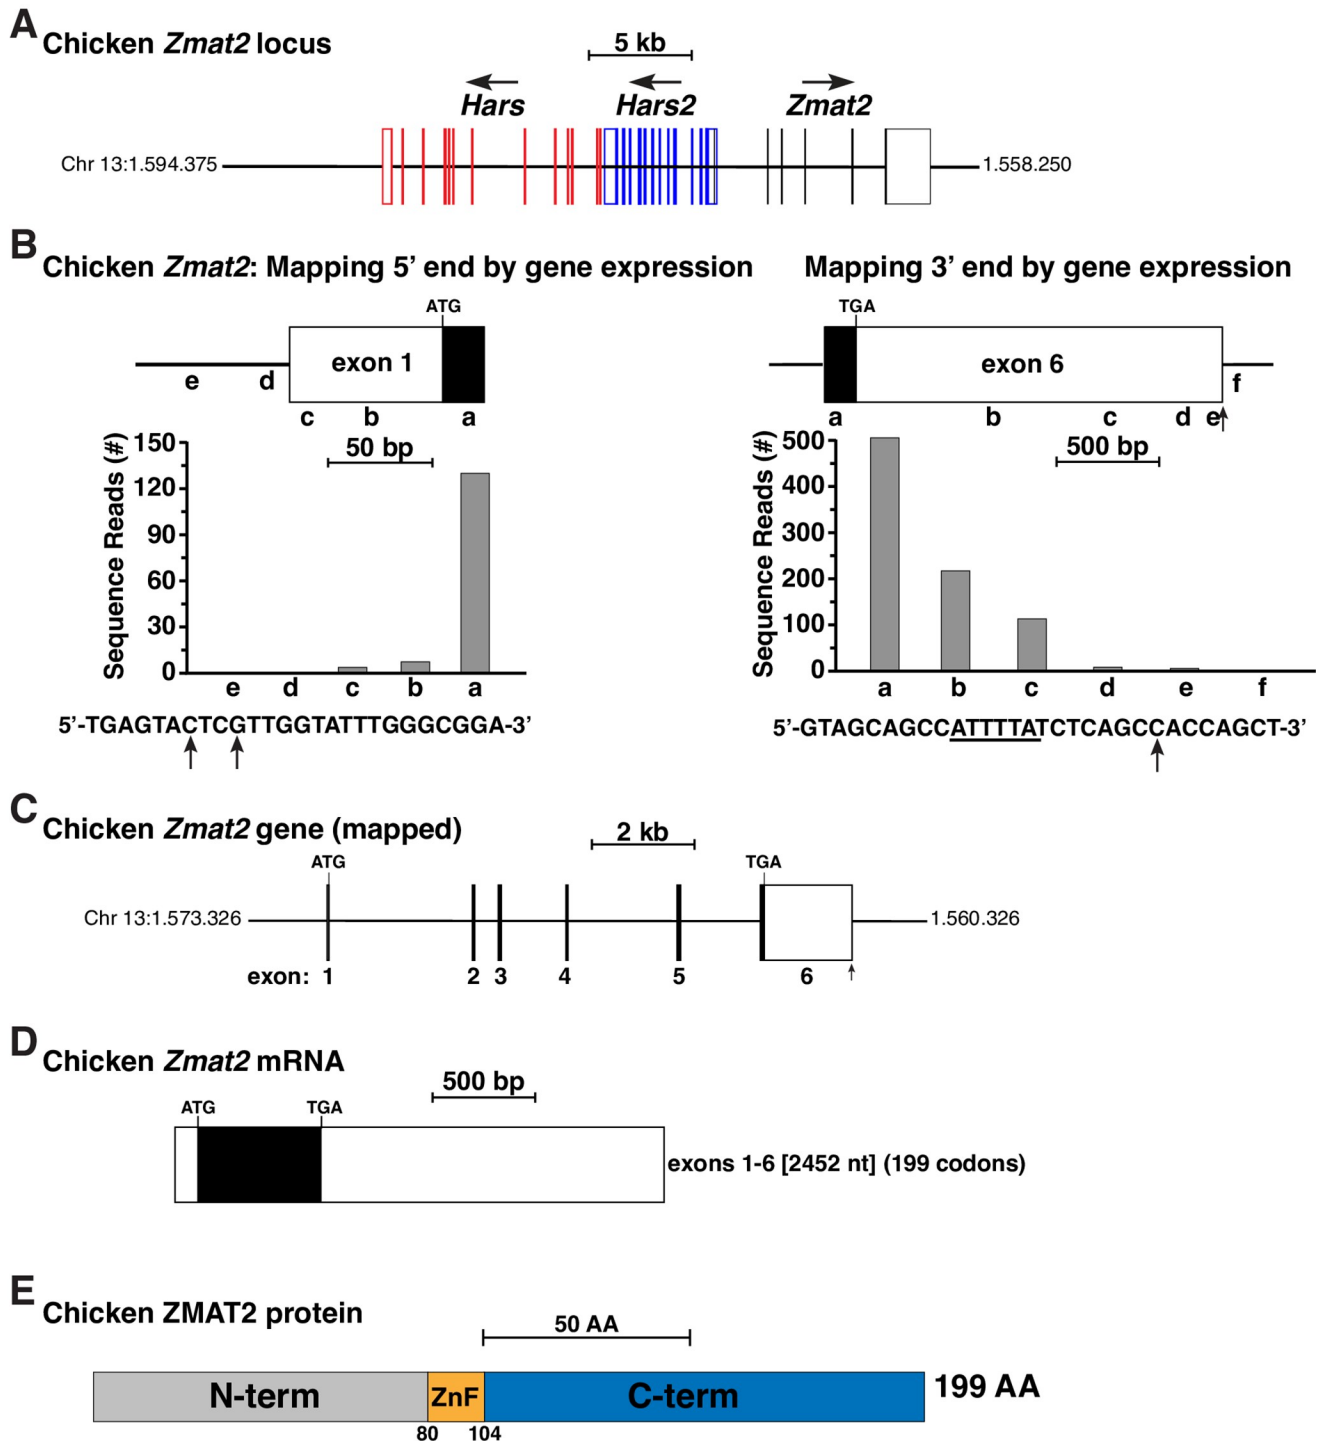 A
Chicken Zmat2 locus
5 kb
Hars
Hars2
Zmat2
Chr 13:1.594.375
1.558.250
B
Chicken Zmat2: Mapping 5’ end by gene expression
Mapping 3’ end by gene expression
ATG
exon 1
e d
c b a
50 bp
Sequence Reads (#)
150
120
90
60
30
0
e d c b a
5’-TGAGTACTCGTTGGTATTTGGGCGGA-3’
TGA
exon 6
f
a b c d e
500 bp
Sequence Reads (#)
500
400
300
200
100
0
a b c d e f
5’-GTAGCAGCCATTTTATCTCAGCCACCAGCT-3’
C
Chicken Zmat2 gene (mapped)
2 kb
ATG
TGA
Chr 13:1.573.326
1.560.326
exon: 1 2 3 4 5 6
D
Chicken Zmat2 mRNA
500 bp
ATG
TGA
exons 1-6 [2452 nt] (199 codons)
E
Chicken ZMAT2 protein
50 AA
N-term
ZnF
C-term
199 AA
80
104